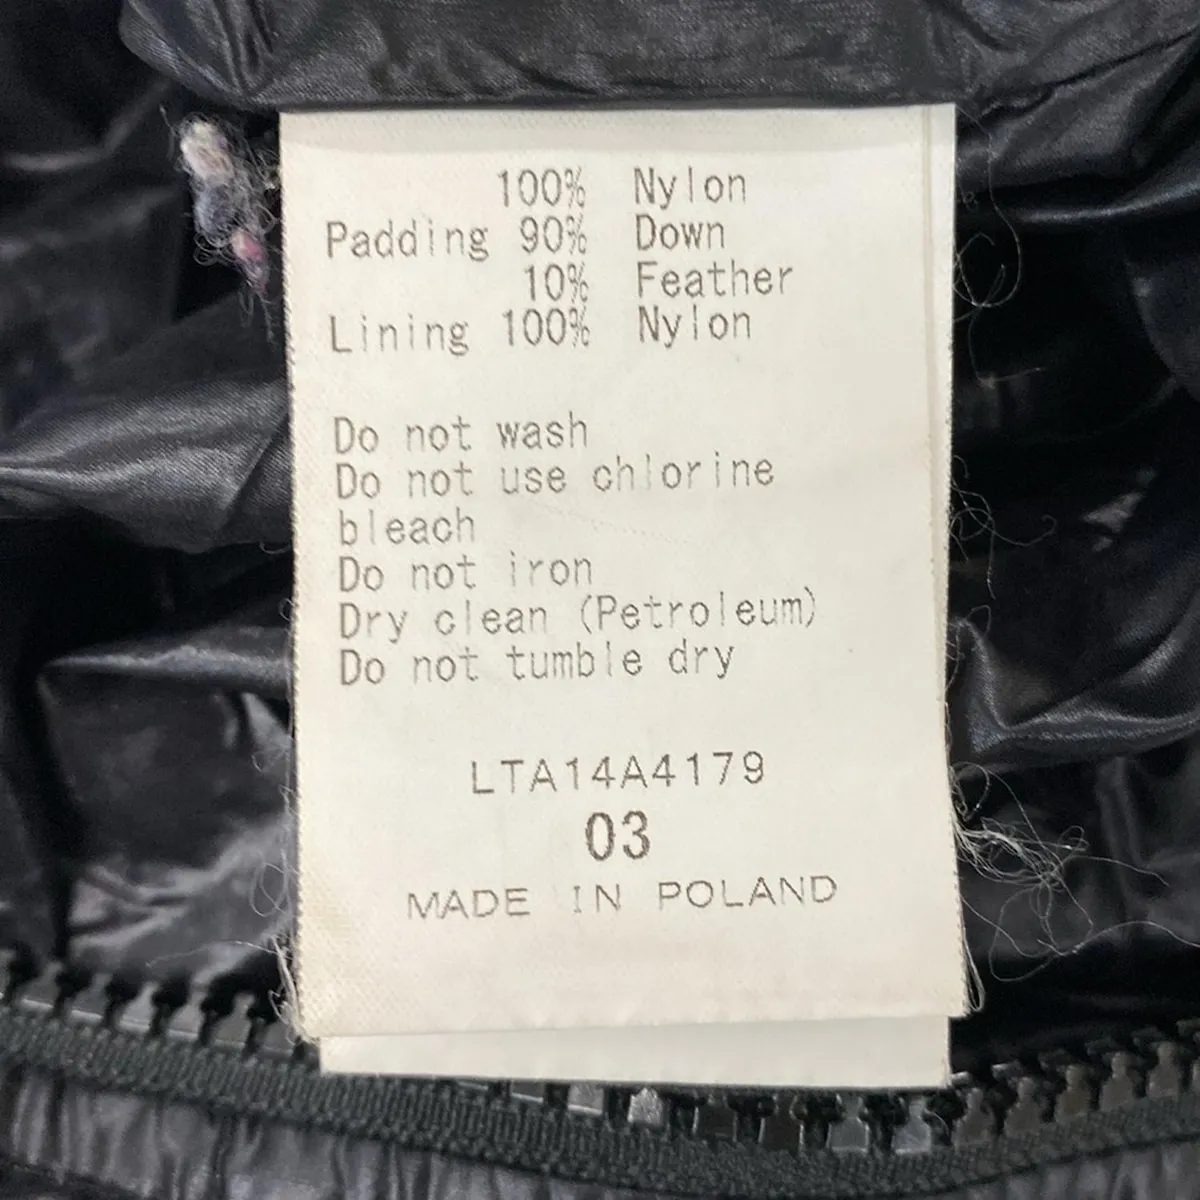 100% Nylon
Padding 90% Down
10% Feather
Lining 100% Nylon
Do not wash
Do not use chlorine
bleach
Do not iron
Dry clean (Petroleum)
Do not tumble dry
LTA14A4179
03
MADE IN POLAND